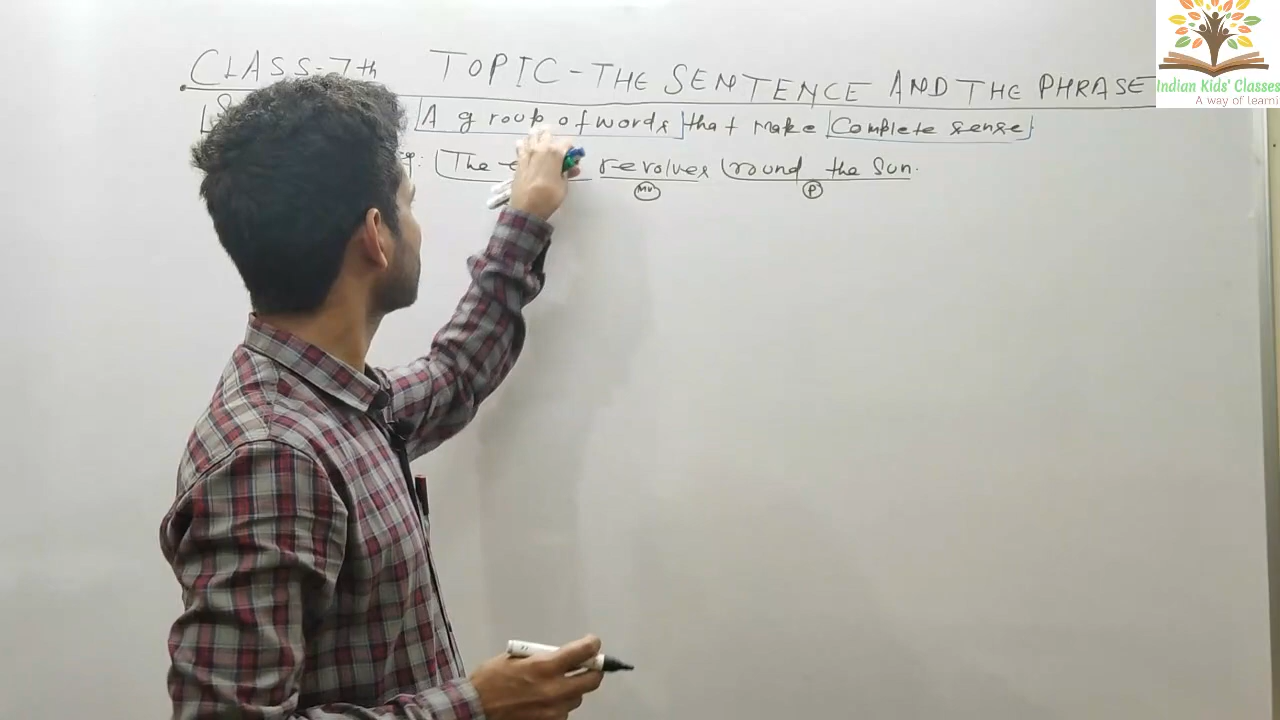 CLASS-7th TOPIC-THE SENTENCE AND THE PHRASE
A group of words that make Complete sense
The revolves round the Sun.
MV P
Indian Kids' Classes
A way of learni